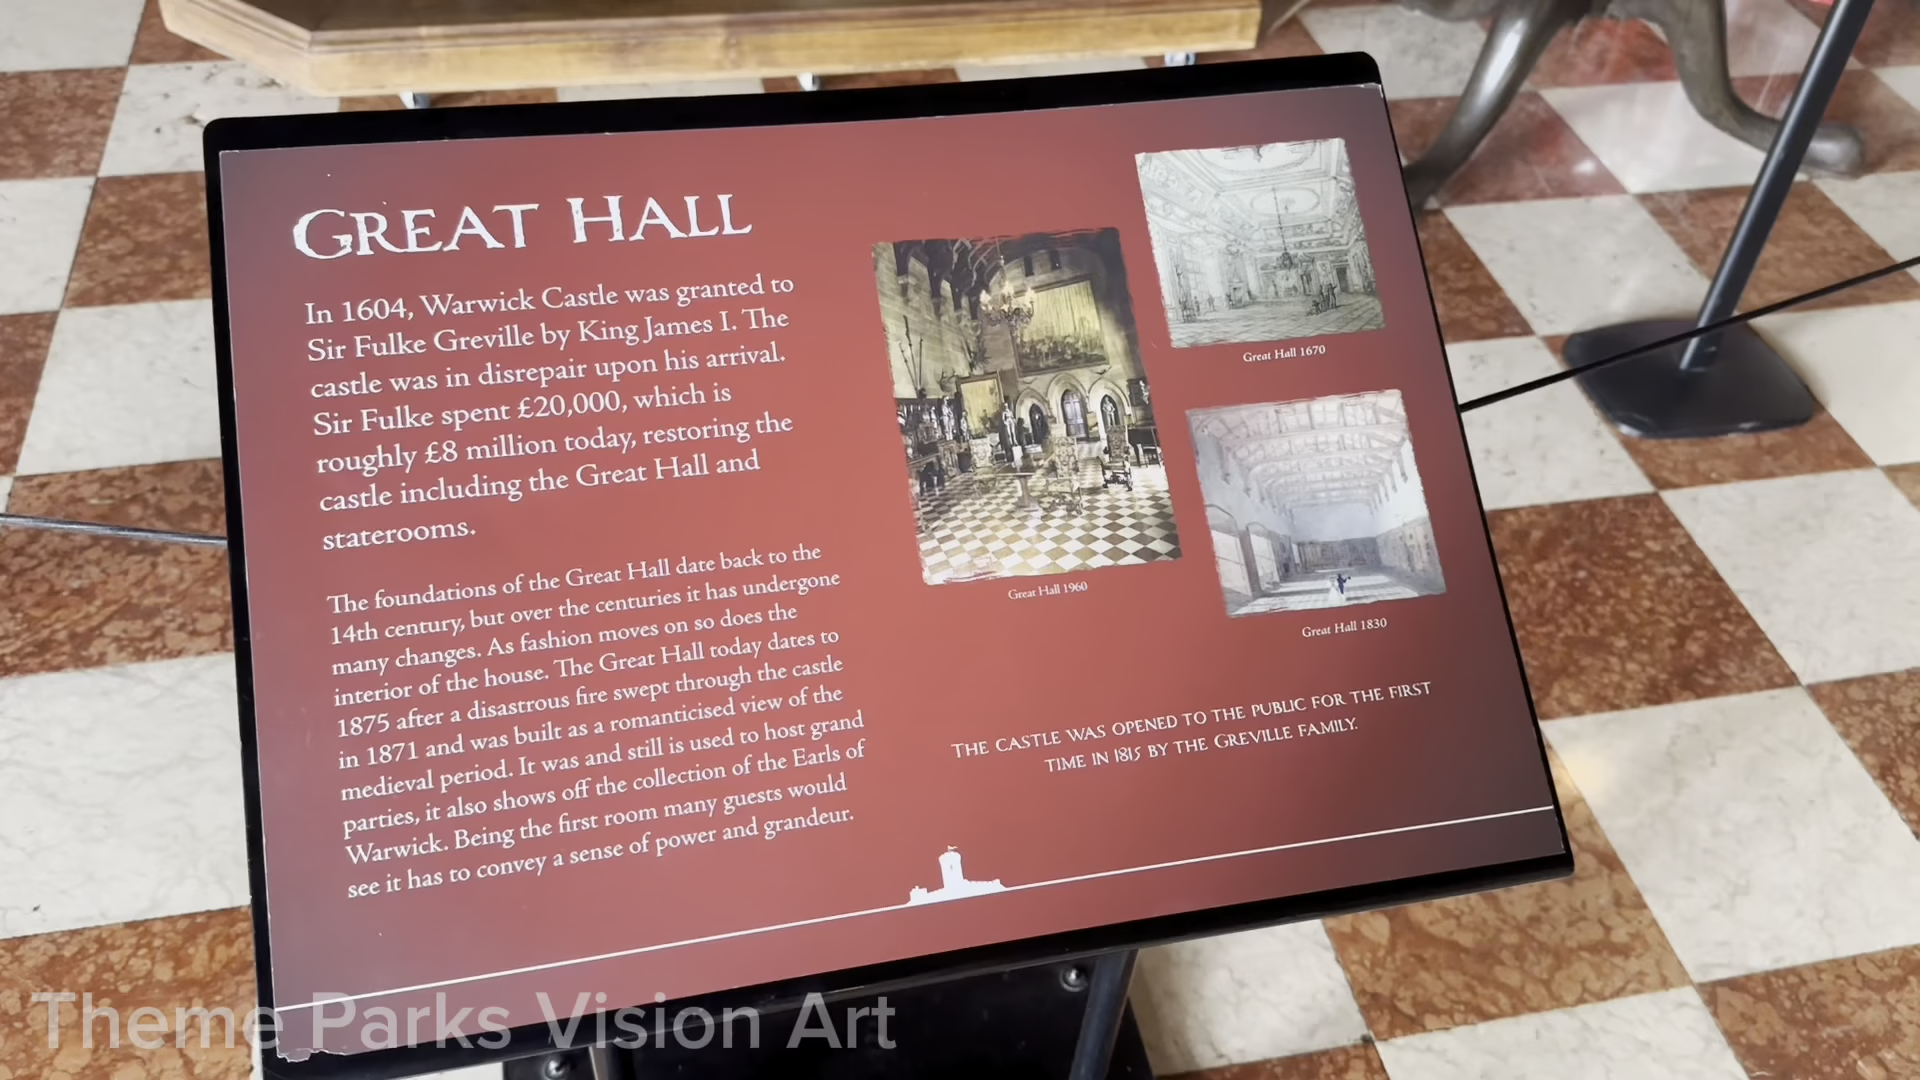 GREAT HALL
In 1604, Warwick Castle was granted to
Sir Fulke Greville by King James I. The
castle was in disrepair upon his arrival.
Sir Fulke spent £20,000, which is
roughly £8 million today, restoring the
castle including the Great Hall and
staterooms.
The foundations of the Great Hall date back to the
14th century, but over the centuries it has undergone
many changes. As fashion moves on so does the
interior of the house. The Great Hall today dates to
1875 after a disastrous fire swept through the castle
in 1871 and was built as a romanticised view of the
medieval period. It was and still is used to host grand
parties, it also shows off the collection of the Earls of
Warwick. Being the first room many guests would
see it has to convey a sense of power and grandeur.
Great Hall 1670
Great Hall 1960
Great Hall 1830
THE CASTLE WAS OPENED TO THE PUBLIC FOR THE FIRST
TIME IN 1815 BY THE GREVILLE FAMILY.
Theme Parks Vision Art